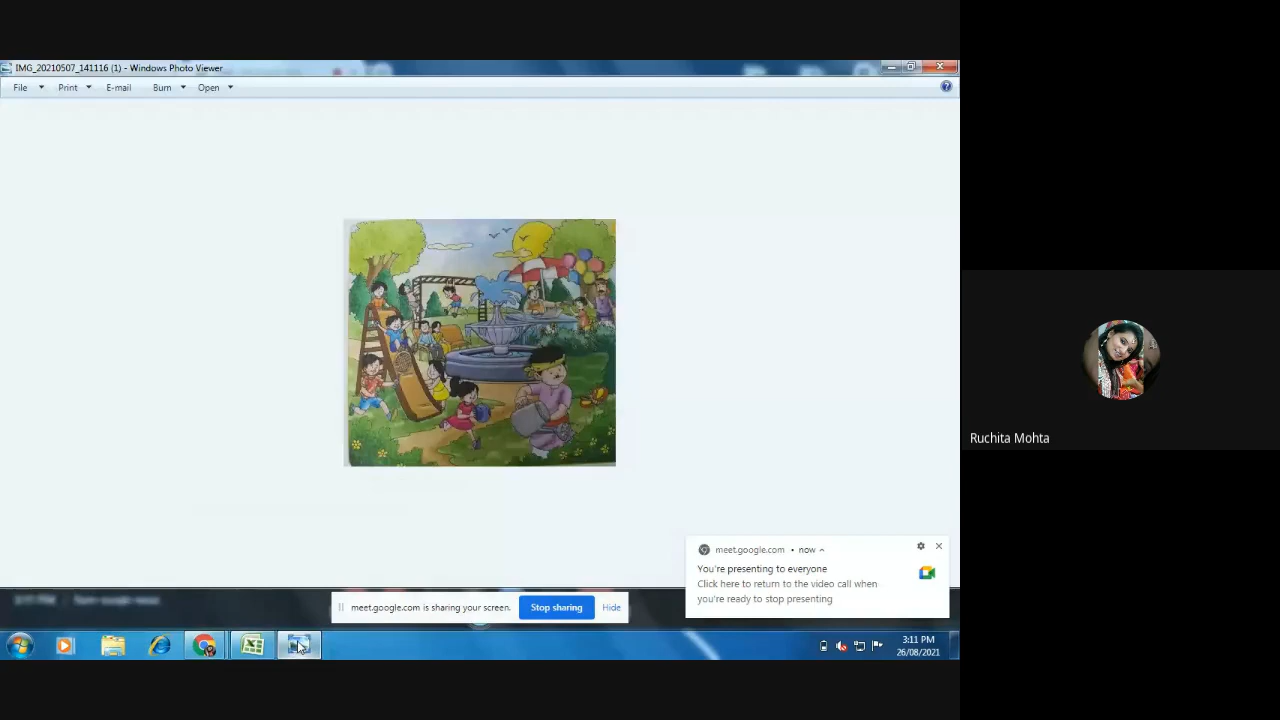 IMG_20210507_141116 (1) - Windows Photo Viewer
File Print E-mail Burn Open
Ruchita Mohta
meet.google.com • now
You're presenting to everyone
Click here to return to the video call when
you're ready to stop presenting
meet.google.com is sharing your screen. Stop sharing Hide
3:11 PM
26/08/2021